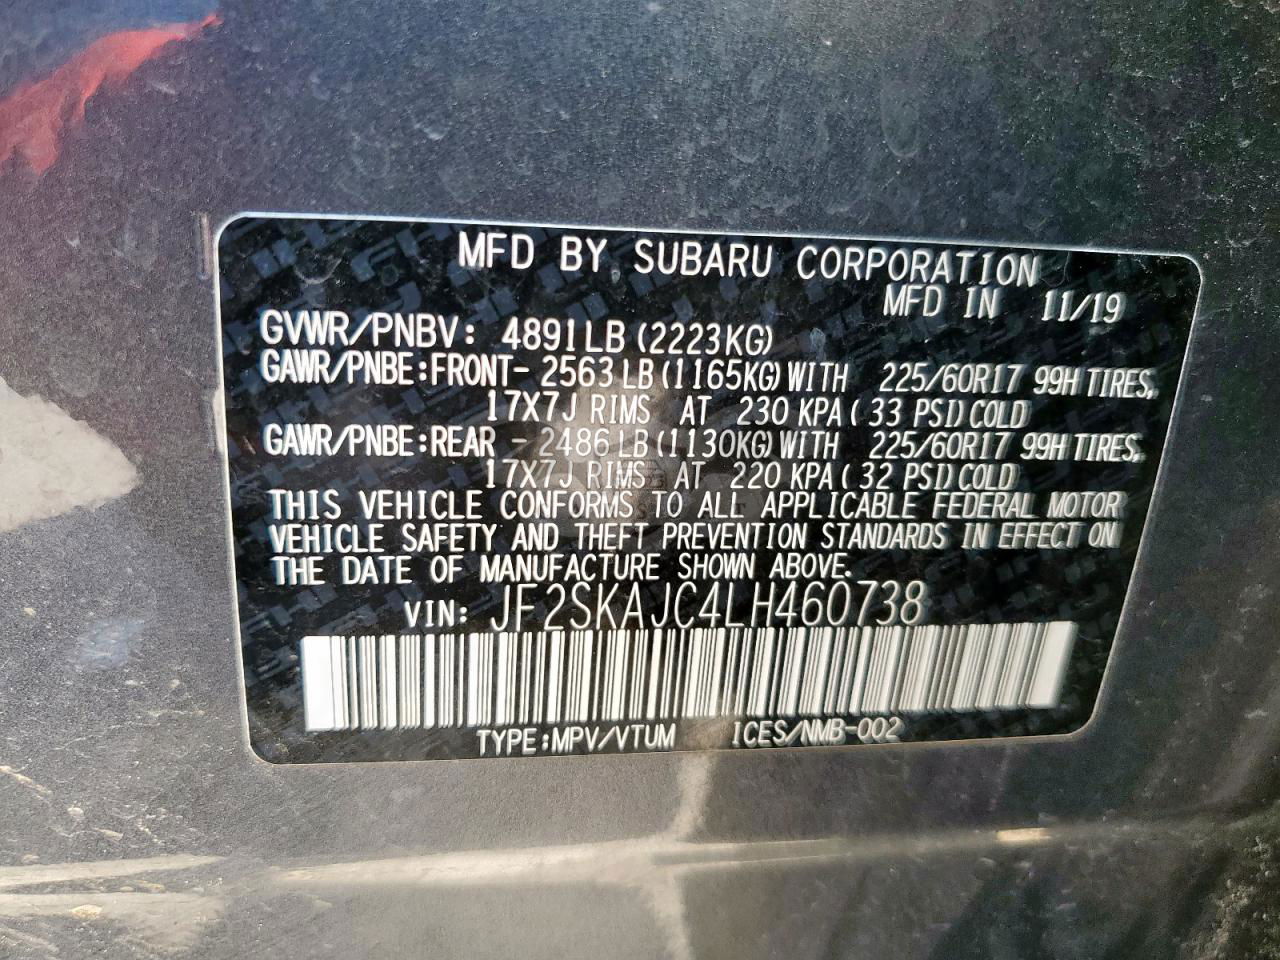 MFD BY SUBARU CORPORATION
MFD IN 11/19
GVWR/PNBV: 4891LB (2223KG)
GAWR/PNBE:FRONT- 2563LB(1165KG)WITH 225/60R17 99H TIRES,
17X7J RIMS AT 230 KPA( 33 PSI)COLD
GAWR/PNBE:REAR - 2486LB(1130KG)WITH 225/60R17 99H TIRES,
17X7J RIMS AT 220 KPA( 32 PSI)COLD
THIS VEHICLE CONFORMS TO ALL APPLICABLE FEDERAL MOTOR
VEHICLE SAFETY AND THEFT PREVENTION STANDARDS IN EFFECT ON
THE DATE OF MANUFACTURE SHOWN ABOVE.
VIN: JF2SKAJC4LH460738
TYPE:MPV/VTUM ICES/NMB-002